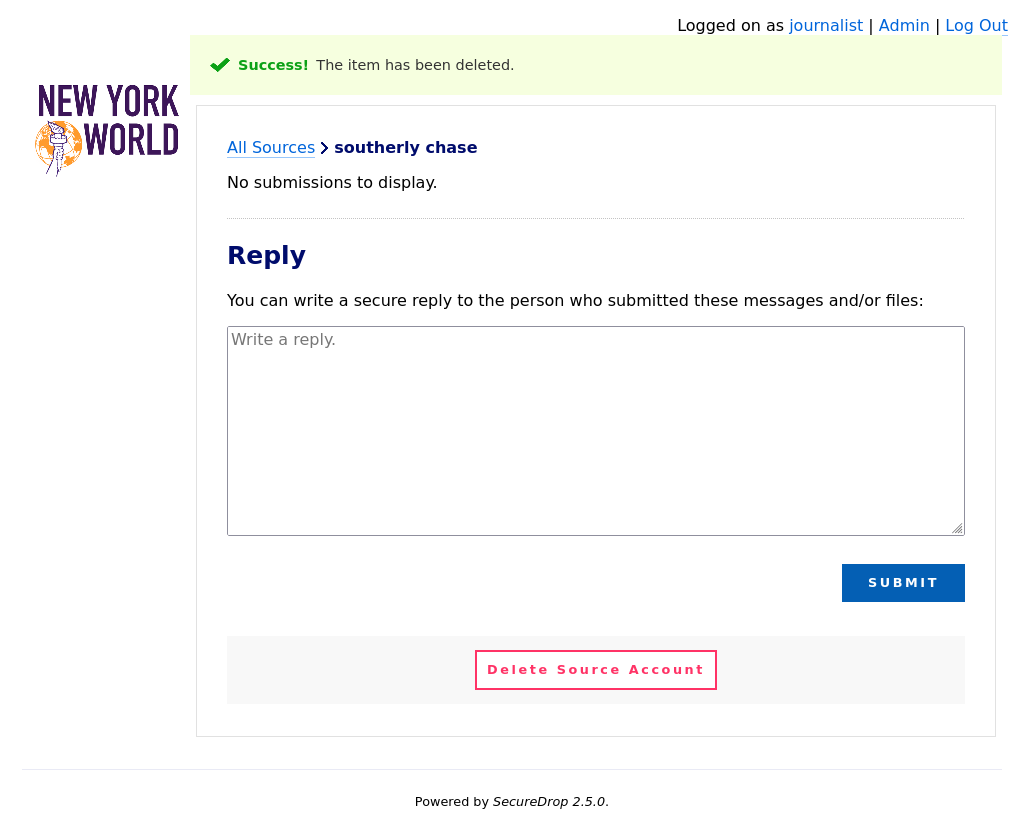 Logged on as journalist | Admin | Log Out
Success! The item has been deleted.
NEW YORK
WORLD
All Sources > southerly chase
No submissions to display.
Reply
You can write a secure reply to the person who submitted these messages and/or files:
Write a reply.
SUBMIT
Delete Source Account
Powered by SecureDrop 2.5.0.